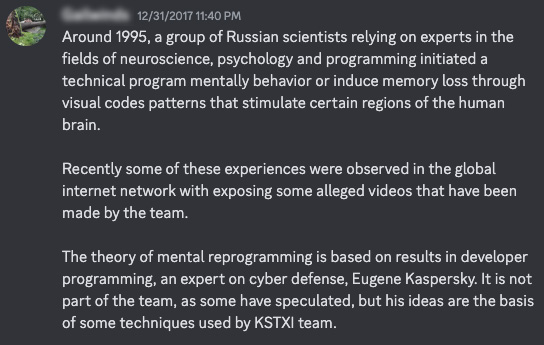 12/31/2017 11:40 PM
Around 1995, a group of Russian scientists relying on experts in the
fields of neuroscience, psychology and programming initiated a
technical program mentally behavior or induce memory loss through
visual codes patterns that stimulate certain regions of the human
brain.
Recently some of these experiences were observed in the global
internet network with exposing some alleged videos that have been
made by the team.
The theory of mental reprogramming is based on results in developer
programming, an expert on cyber defense, Eugene Kaspersky. It is not
part of the team, as some have speculated, but his ideas are the basis
of some techniques used by KSTXI team.